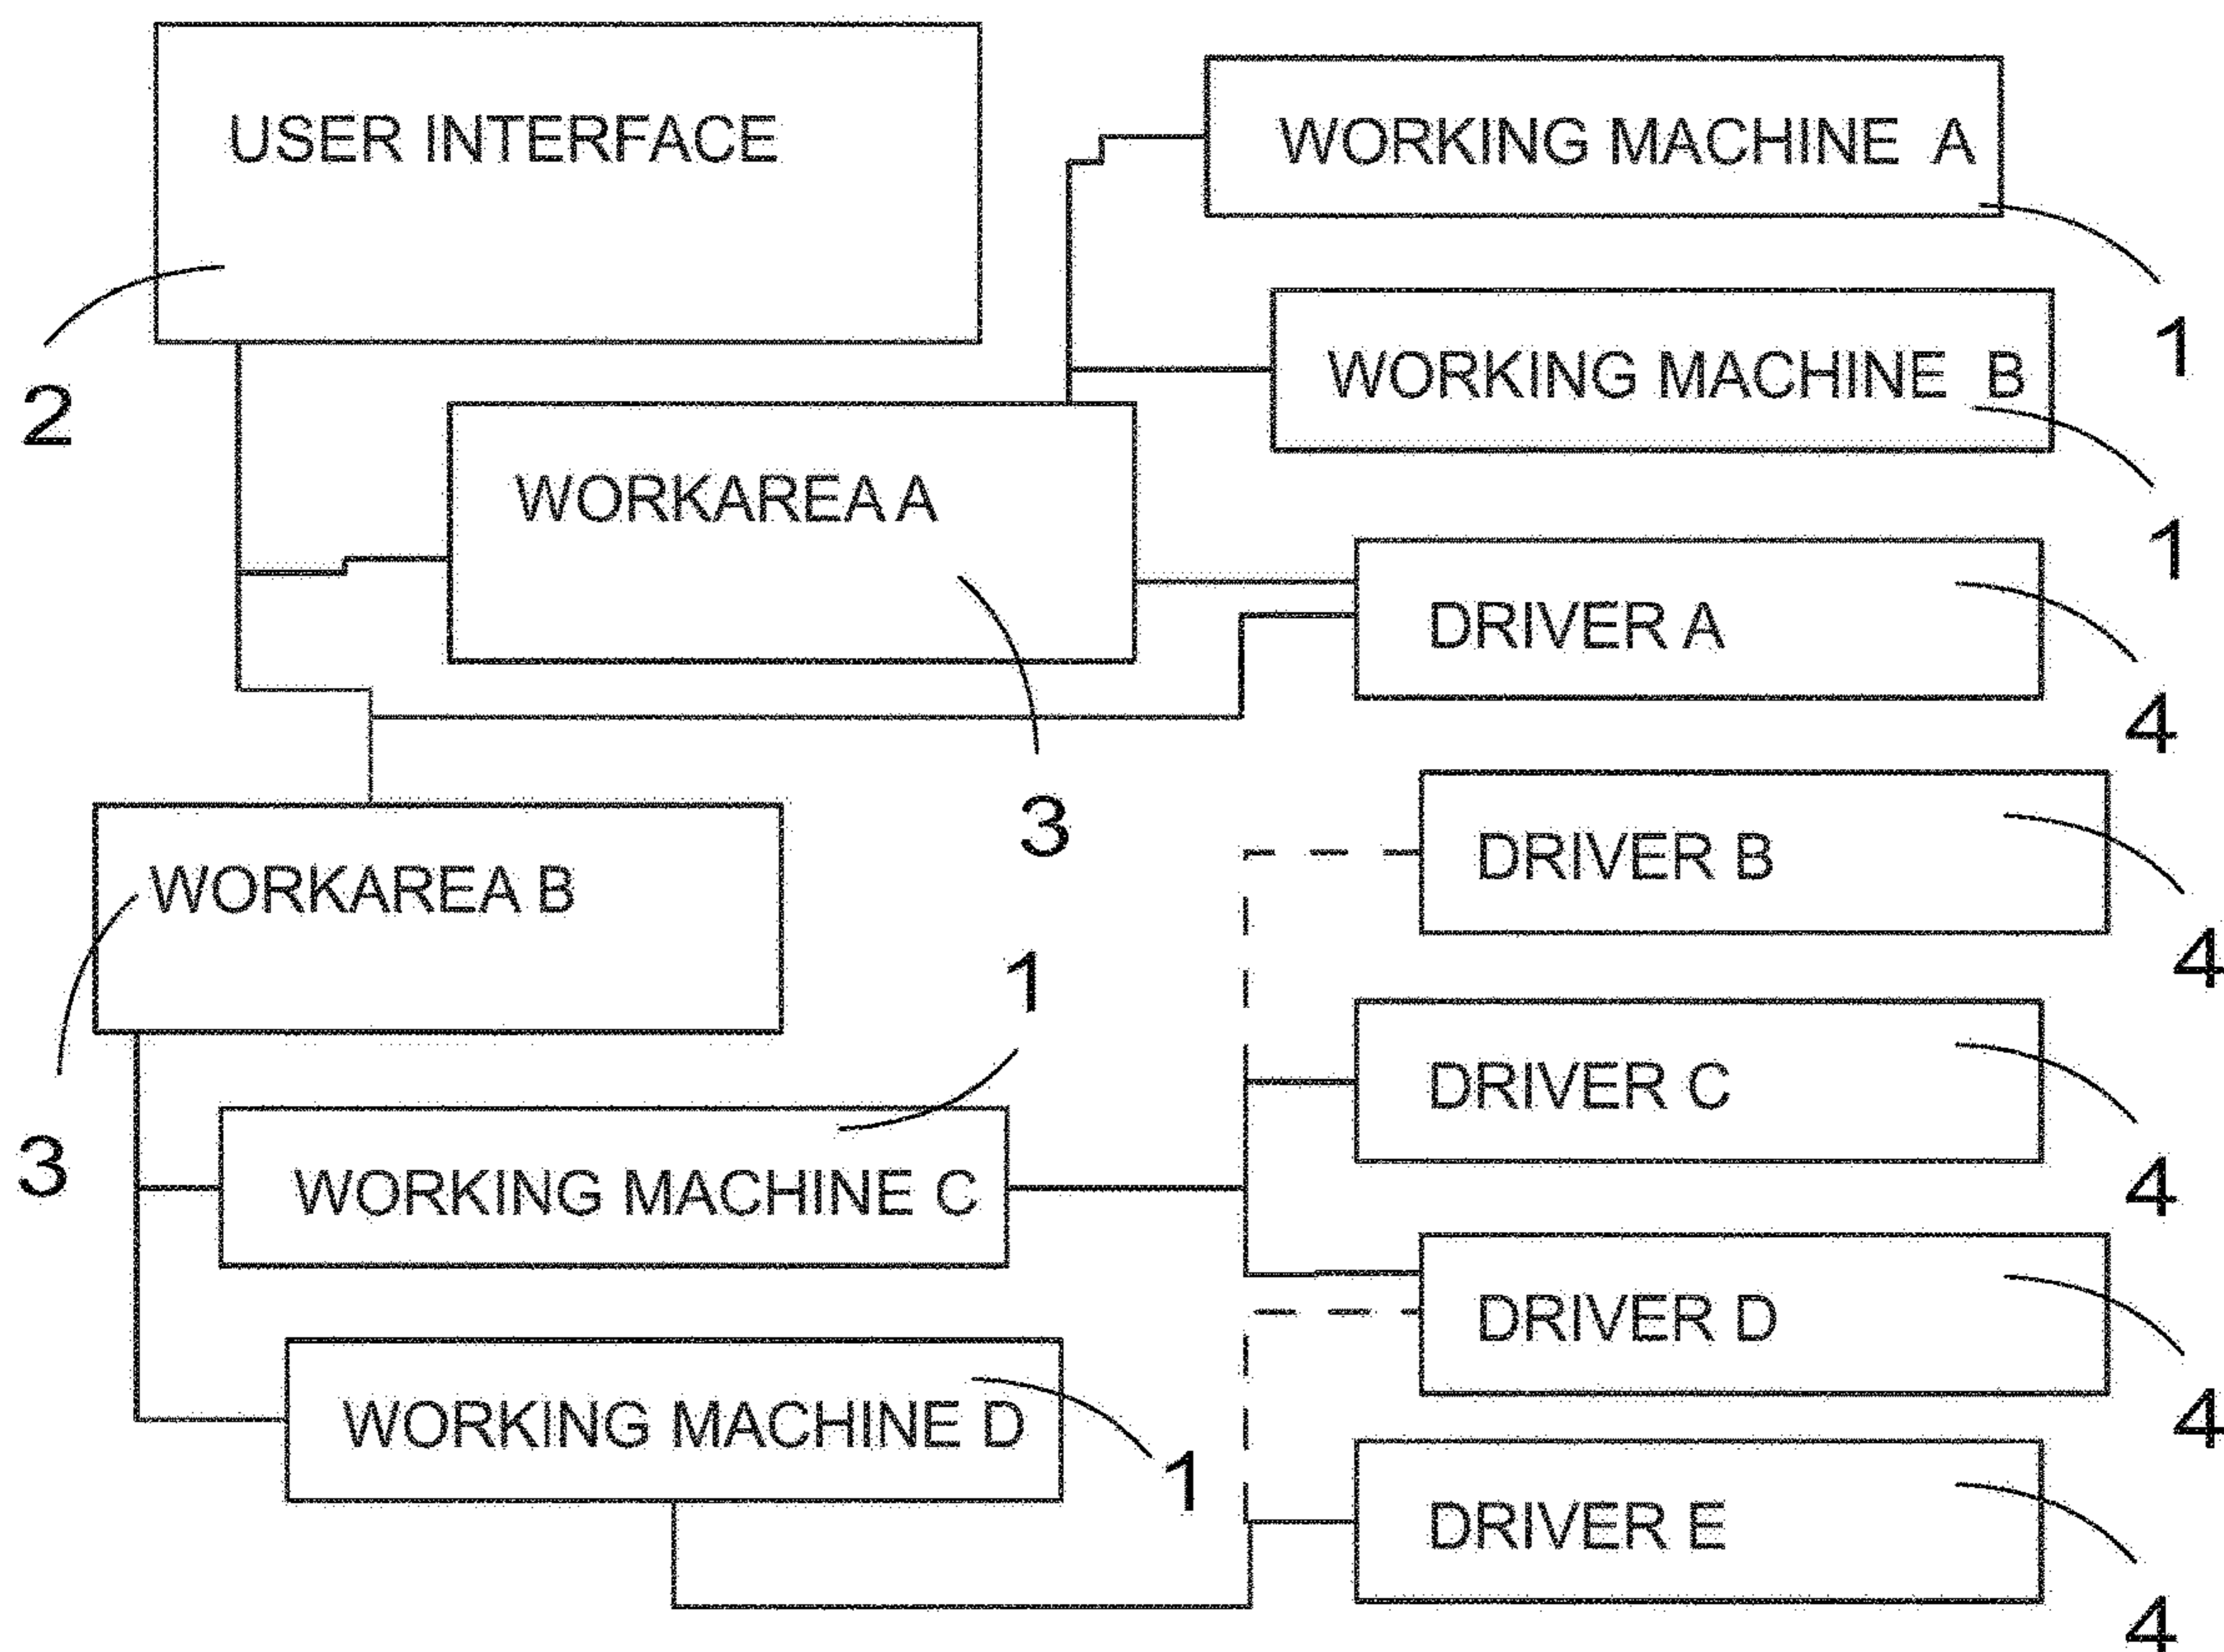 USER INTERFACE
WORKING MACHINE A
1
WORKING MACHINE B
1
2
WORKAREA A
3
DRIVER A
4
WORKAREA B
3
DRIVER B
4
1
DRIVER C
4
WORKING MACHINE C
DRIVER D
4
WORKING MACHINE D
1
DRIVER E
4